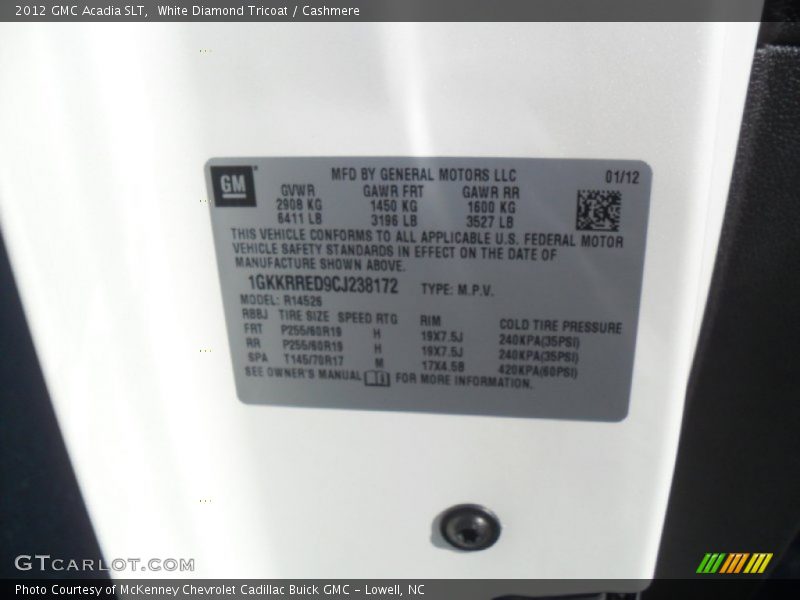 2012 GMC Acadia SLT,  White Diamond Tricoat / Cashmere
GM
MFD BY GENERAL MOTORS LLC 01/12
GVWR GAWR FRT GAWR RR
2908 KG 1450 KG 1600 KG
6411 LB 3196 LB 3527 LB
THIS VEHICLE CONFORMS TO ALL APPLICABLE U.S. FEDERAL MOTOR
VEHICLE SAFETY STANDARDS IN EFFECT ON THE DATE OF
MANUFACTURE SHOWN ABOVE.
1GKKRRED9CJ238172 TYPE: M.P.V.
MODEL: R14526
RBBJ TIRE SIZE SPEED RTG RIM COLD TIRE PRESSURE
FRT P255/60R19 H 19X7.5J 240KPA(35PSI)
RR P255/60R19 H 19X7.5J 240KPA(35PSI)
SPA T145/70R17 M 17X4.5B 420KPA(60PSI)
SEE OWNER'S MANUAL FOR MORE INFORMATION.
GTCARLOT.COM
Photo Courtesy of McKenney Chevrolet Cadillac Buick GMC - Lowell, NC